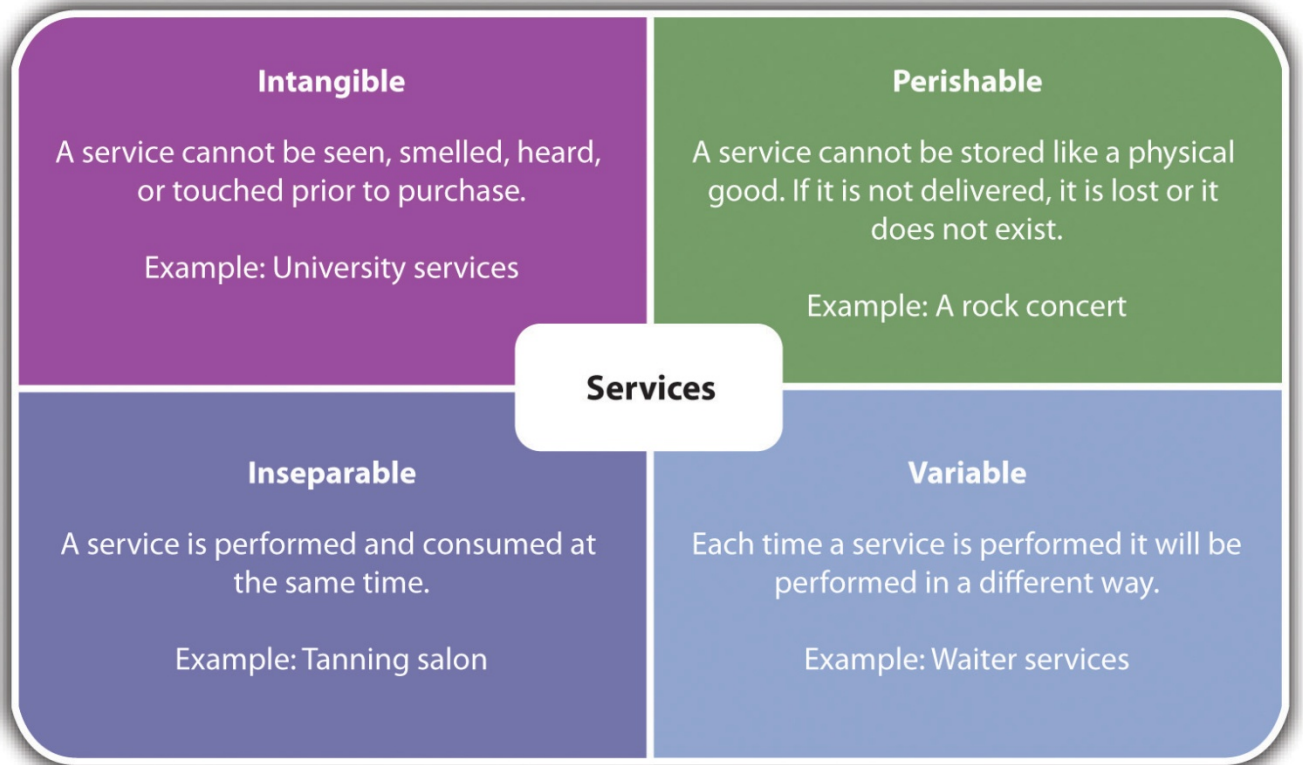 Intangible
A service cannot be seen, smelled, heard,
or touched prior to purchase.
Example: University services
Perishable
A service cannot be stored like a physical
good. If it is not delivered, it is lost or it
does not exist.
Example: A rock concert
Services
Inseparable
A service is performed and consumed at
the same time.
Example: Tanning salon
Variable
Each time a service is performed it will be
performed in a different way.
Example: Waiter services